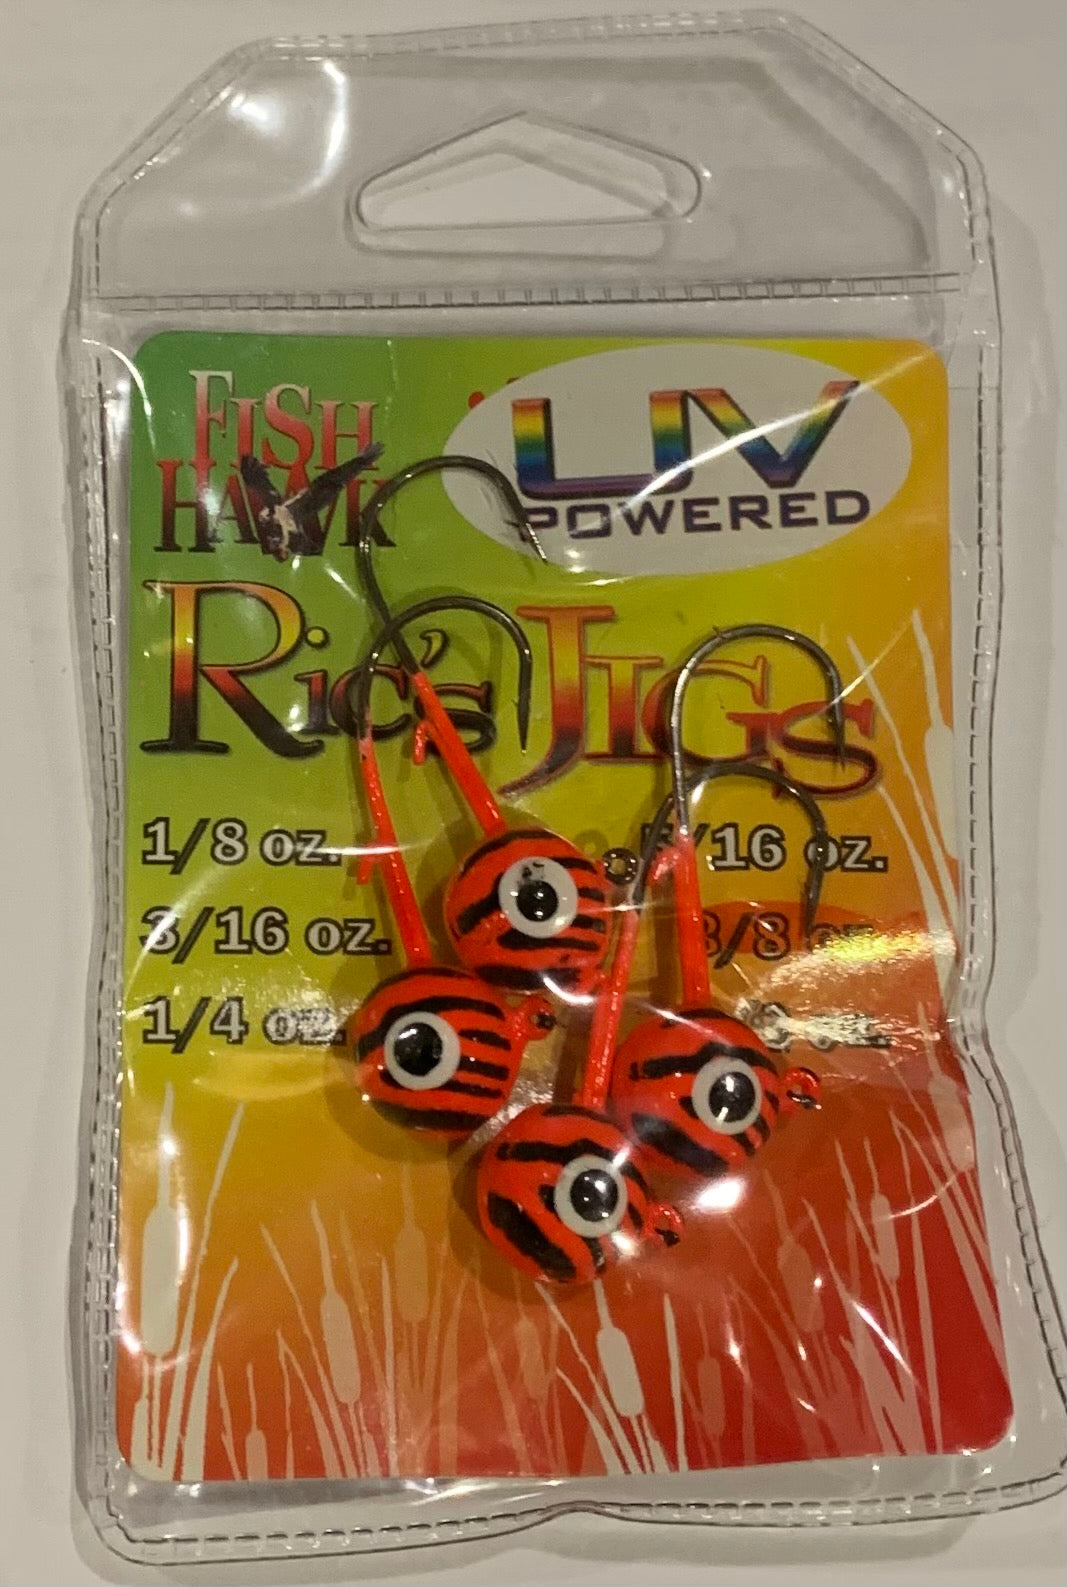 FISH
HAWK
UV
POWERED
Ric's Jigs
1/8 oz.
3/16 oz.
1/4 oz.
5/16 oz.
3/8 oz.
oz.